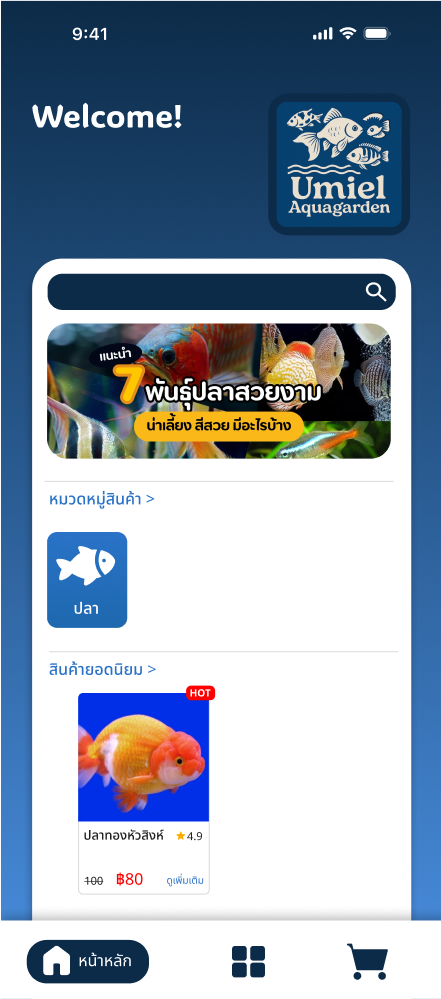 9:41
Welcome!
Umiel
Aquagarden
แนะนำ
7 พันธุ์ปลาสวยงาม
น่าเลี้ยง สีสวย มีอะไรบ้าง
หมวดหมู่สินค้า >
ปลา
สินค้ายอดนิยม >
HOT
ปลาทองหัวสิงห์ 4.9
100 ฿80 ดูเพิ่มเติม
หน้าหลัก